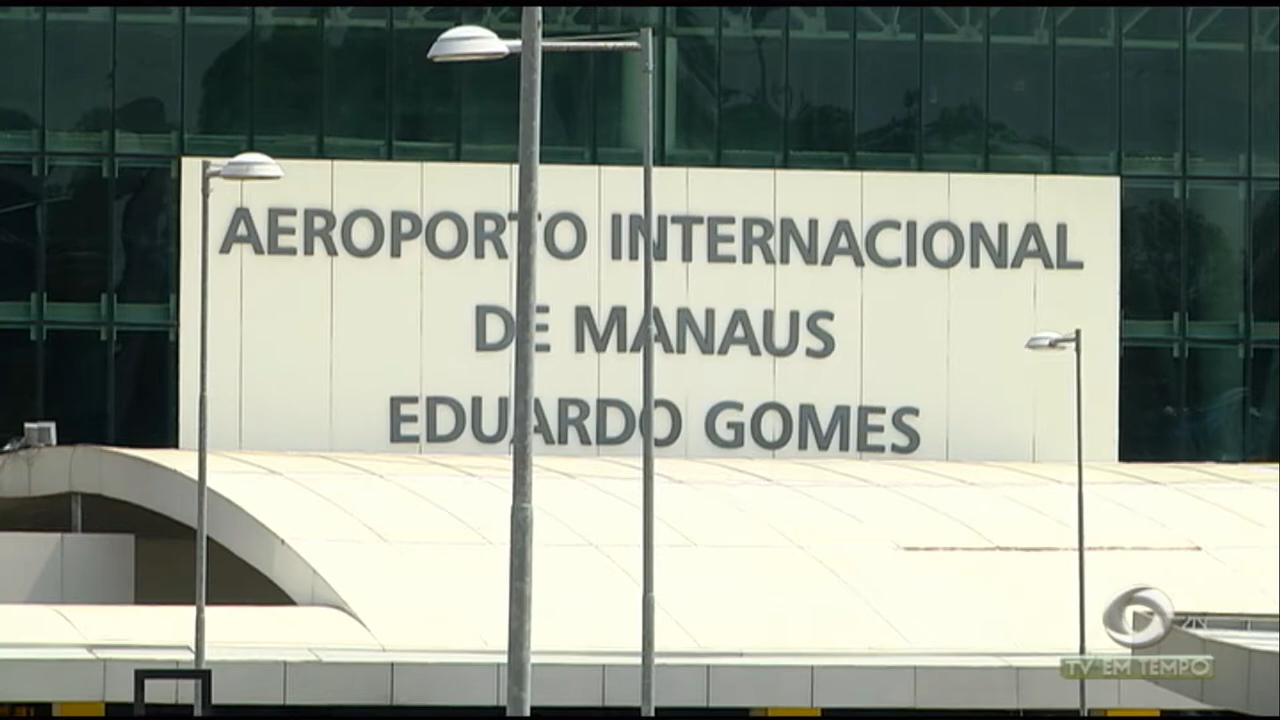 AEROPORTO INTERNACIONAL
DE MANAUS
EDUARDO GOMES
TV EM TEMPO